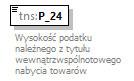 tns:P_24
Wysokość podatku
należnego z tytułu
wewnątrzwspólnotowego
nabycia towarów